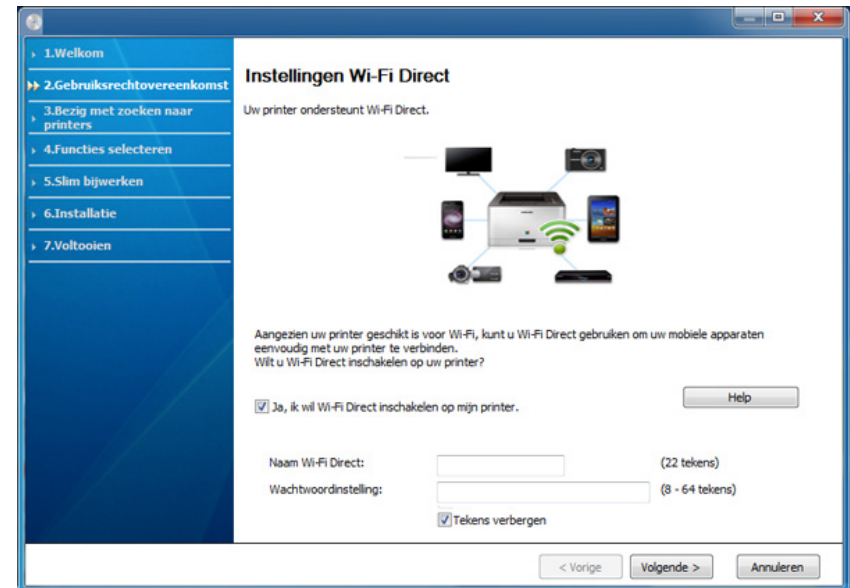 1.Welkom
2.Gebruiksrechtovereenkomst
3.Bezig met zoeken naar
printers
4.Functies selecteren
5.Slim bijwerken
6.Installatie
7.Voltooien
Instellingen Wi-Fi Direct
Uw printer ondersteunt Wi-Fi Direct.
Aangezien uw printer geschikt is voor Wi-Fi, kunt u Wi-Fi Direct gebruiken om uw mobiele apparaten
eenvoudig met uw printer te verbinden.
Wilt u Wi-Fi Direct inschakelen op uw printer?
Ja, ik wil Wi-Fi Direct inschakelen op mijn printer.
Help
Naam Wi-Fi Direct: (22 tekens)
Wachtwoordinstelling: (8 - 64 tekens)
Tekens verbergen
< Vorige Volgende > Annuleren